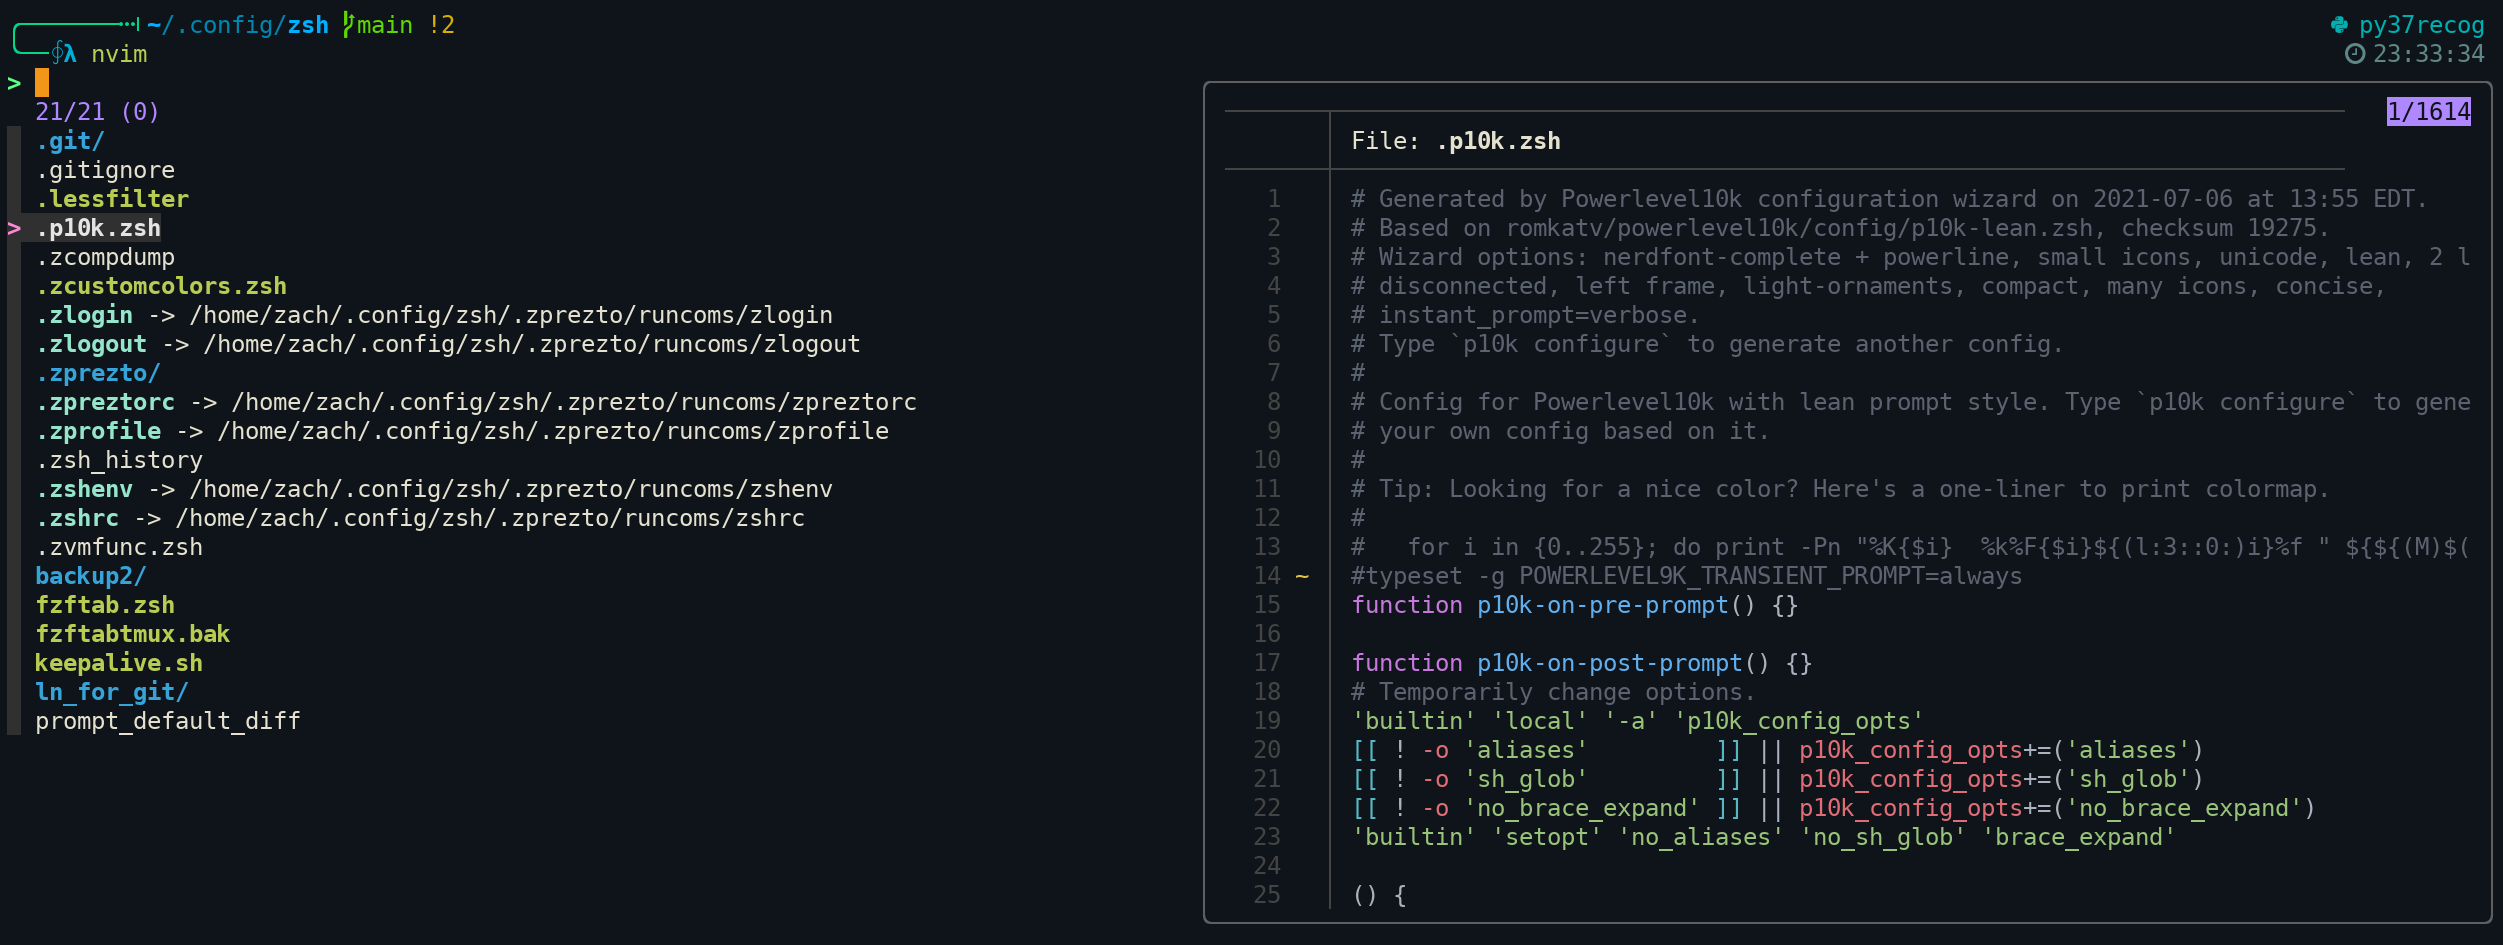 ~/.config/zsh main !2
py37recog
λ nvim
23:33:34
>
21/21 (0)
.git/
.gitignore
.lessfilter
> .p10k.zsh
.zcompdump
.zcustomcolors.zsh
.zlogin -> /home/zach/.config/zsh/.zprezto/runcoms/zlogin
.zlogout -> /home/zach/.config/zsh/.zprezto/runcoms/zlogout
.zprezto/
.zpreztorc -> /home/zach/.config/zsh/.zprezto/runcoms/zpreztorc
.zprofile -> /home/zach/.config/zsh/.zprezto/runcoms/zprofile
.zsh_history
.zshenv -> /home/zach/.config/zsh/.zprezto/runcoms/zshenv
.zshrc -> /home/zach/.config/zsh/.zprezto/runcoms/zshrc
.zvmfunc.zsh
backup2/
fzftab.zsh
fzftabtmux.bak
keepalive.sh
ln_for_git/
prompt_default_diff
1/1614
File: .p10k.zsh
1 # Generated by Powerlevel10k configuration wizard on 2021-07-06 at 13:55 EDT.
2 # Based on romkatv/powerlevel10k/config/p10k-lean.zsh, checksum 19275.
3 # Wizard options: nerdfont-complete + powerline, small icons, unicode, lean, 2 l
4 # disconnected, left frame, light-ornaments, compact, many icons, concise,
5 # instant_prompt=verbose.
6 # Type `p10k configure` to generate another config.
7 #
8 # Config for Powerlevel10k with lean prompt style. Type `p10k configure` to gene
9 # your own config based on it.
10 #
11 # Tip: Looking for a nice color? Here's a one-liner to print colormap.
12 #
13 #   for i in {0..255}; do print -Pn "%K{$i}  %k%F{$i}${(l:3::0:)i}%f " ${${(M)$(
14 ~ #typeset -g POWERLEVEL9K_TRANSIENT_PROMPT=always
15 function p10k-on-pre-prompt() {}
16
17 function p10k-on-post-prompt() {}
18 # Temporarily change options.
19 'builtin' 'local' '-a' 'p10k_config_opts'
20 [[ ! -o 'aliases'         ]] || p10k_config_opts+=('aliases')
21 [[ ! -o 'sh_glob'         ]] || p10k_config_opts+=('sh_glob')
22 [[ ! -o 'no_brace_expand' ]] || p10k_config_opts+=('no_brace_expand')
23 'builtin' 'setopt' 'no_aliases' 'no_sh_glob' 'brace_expand'
24
25 () {